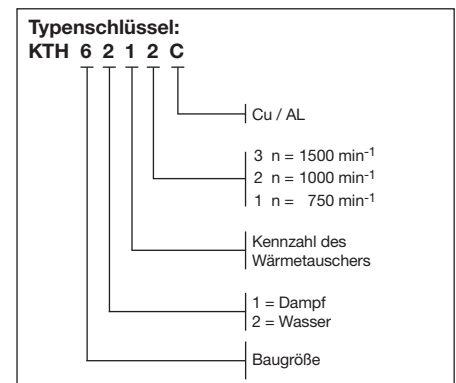 Typenschlüssel:
KTH 6 2 1 2 C
Cu / AL
3 n = 1500 min-1
2 n = 1000 min-1
1 n = 750 min-1
Kennzahl des
Wärmetauschers
1 = Dampf
2 = Wasser
Baugröße